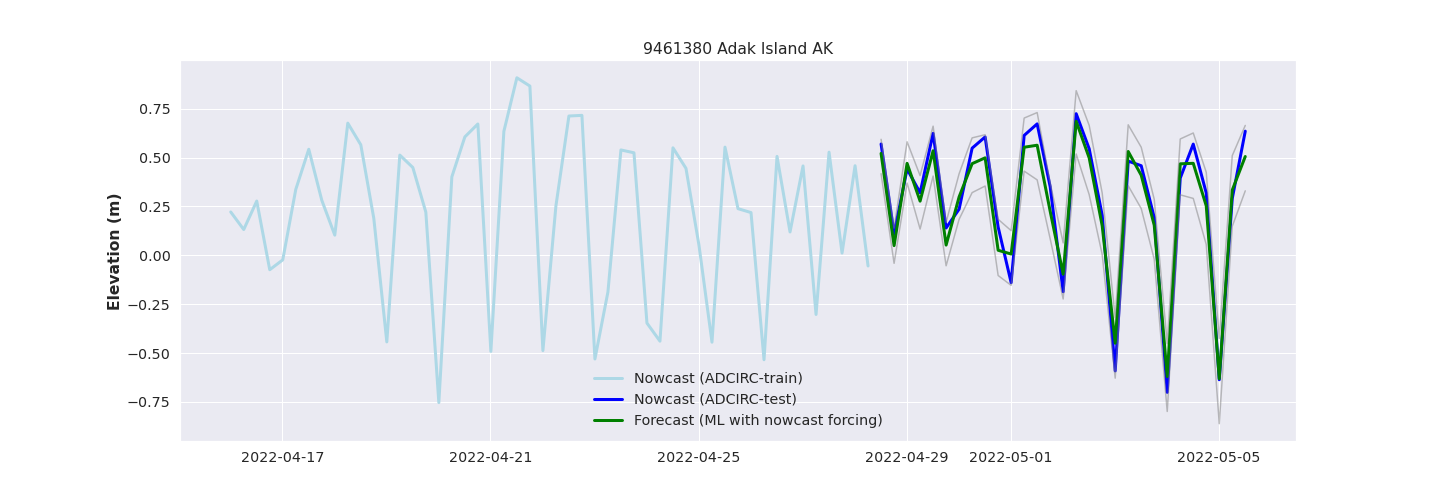 9461380 Adak Island AK
Elevation (m)
0.75
0.50
0.25
0.00
−0.25
−0.50
−0.75
Nowcast (ADCIRC-train)
Nowcast (ADCIRC-test)
Forecast (ML with nowcast forcing)
2022-04-17 2022-04-21 2022-04-25 2022-04-29 2022-05-01 2022-05-05